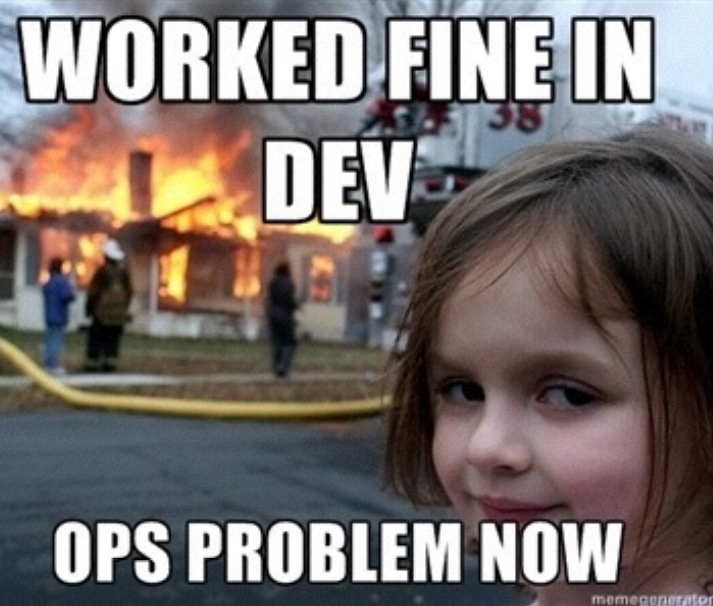 WORKED FINE IN
DEV
38
OPS PROBLEM NOW
memegenerator